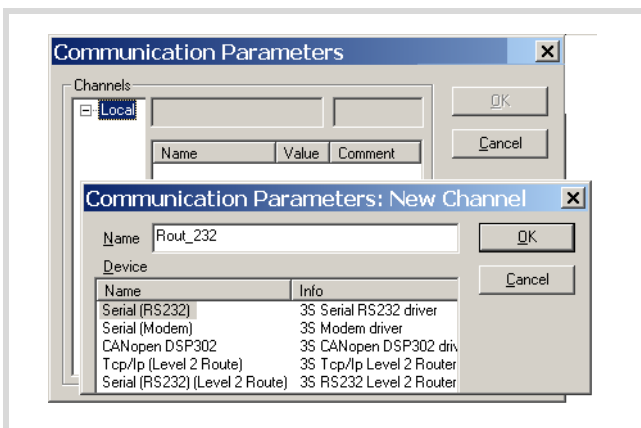 Communication Parameters
Channels
Local
OK
Cancel
Name Value Comment
Communication Parameters: New Channel
Name Rout_232
OK
Device
Cancel
Name Info
Serial (RS232) 3S Serial RS232 driver
Serial (Modem) 3S Modem driver
CANopen DSP302 3S CANopen DSP302 driv
Tcp/Ip (Level 2 Route) 3S Tcp/Ip Level 2 Router
Serial (RS232) (Level 2 Route) 3S RS232 Level 2 Router